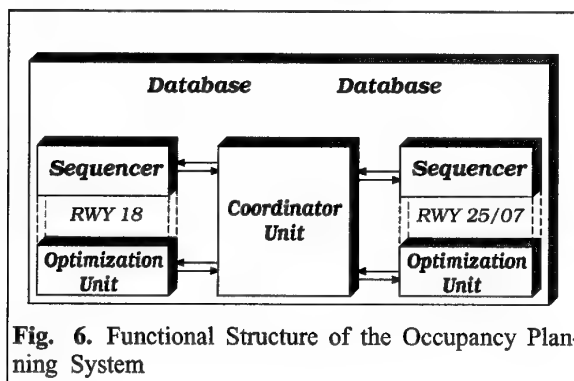 Database Database
Sequencer
RWY 18
Optimization
Unit
Coordinator
Unit
Sequencer
RWY 25/07
Optimization
Unit
Fig. 6. Functional Structure of the Occupancy Plan-
ning System